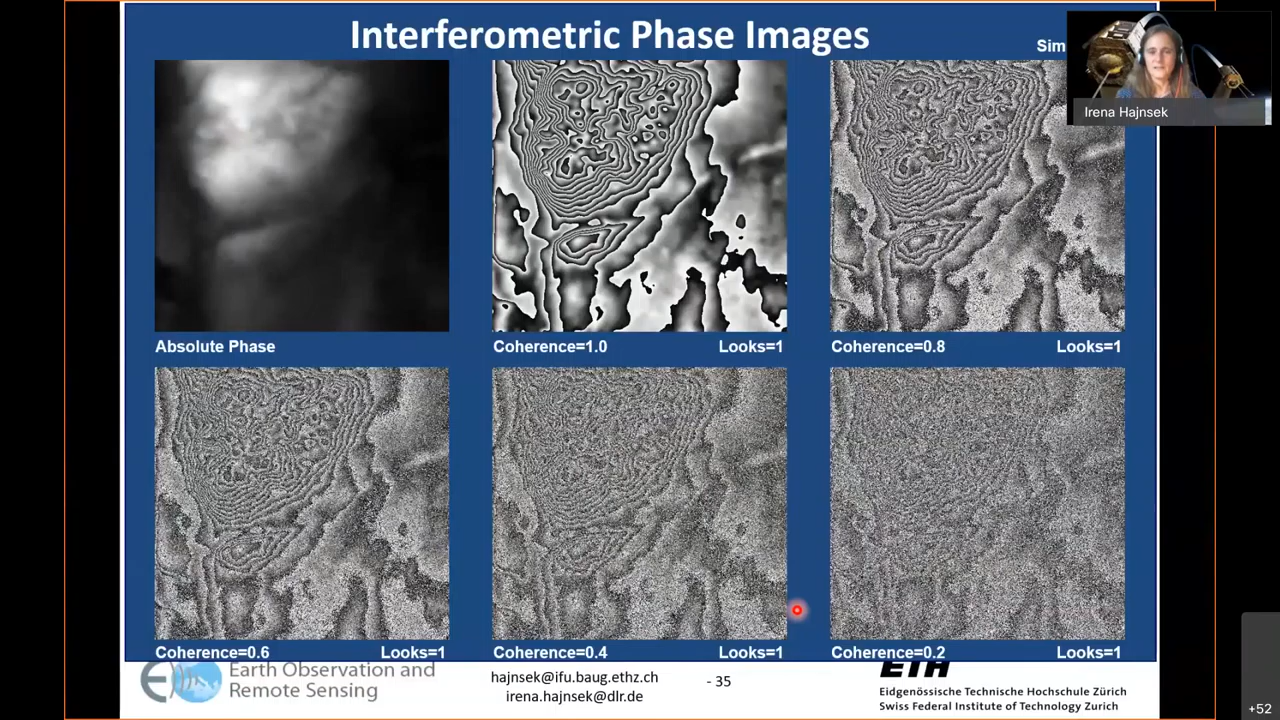 Interferometric Phase Images
Sim
Irena Hajnsek
Absolute Phase
Coherence=1.0 Looks=1
Coherence=0.8 Looks=1
Coherence=0.6 Looks=1
Coherence=0.4 Looks=1
Coherence=0.2 Looks=1
Earth Observation and
Remote Sensing
hajnsek@ifu.baug.ethz.ch
irena.hajnsek@dlr.de
- 35
ETH
Eidgenössische Technische Hochschule Zürich
Swiss Federal Institute of Technology Zurich
+52